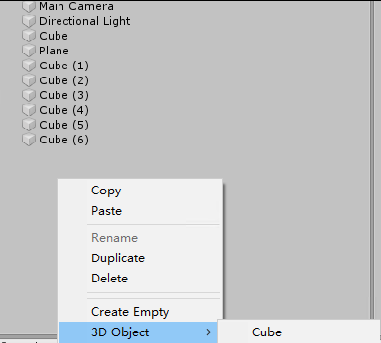 Main Camera
Directional Light
Cube
Plane
Cube (1)
Cube (2)
Cube (3)
Cube (4)
Cube (5)
Cube (6)
Copy
Paste
Rename
Duplicate
Delete
Create Empty
3D Object > Cube